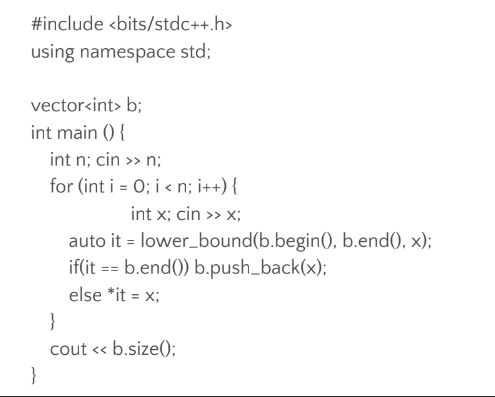 #include <bits/stdc++.h>
using namespace std;
vector<int> b;
int main () {
int n; cin >> n;
for (int i = 0; i < n; i++) {
int x; cin >> x;
auto it = lower_bound(b.begin(), b.end(), x);
if(it == b.end()) b.push_back(x);
else *it = x;
}
cout << b.size();
}